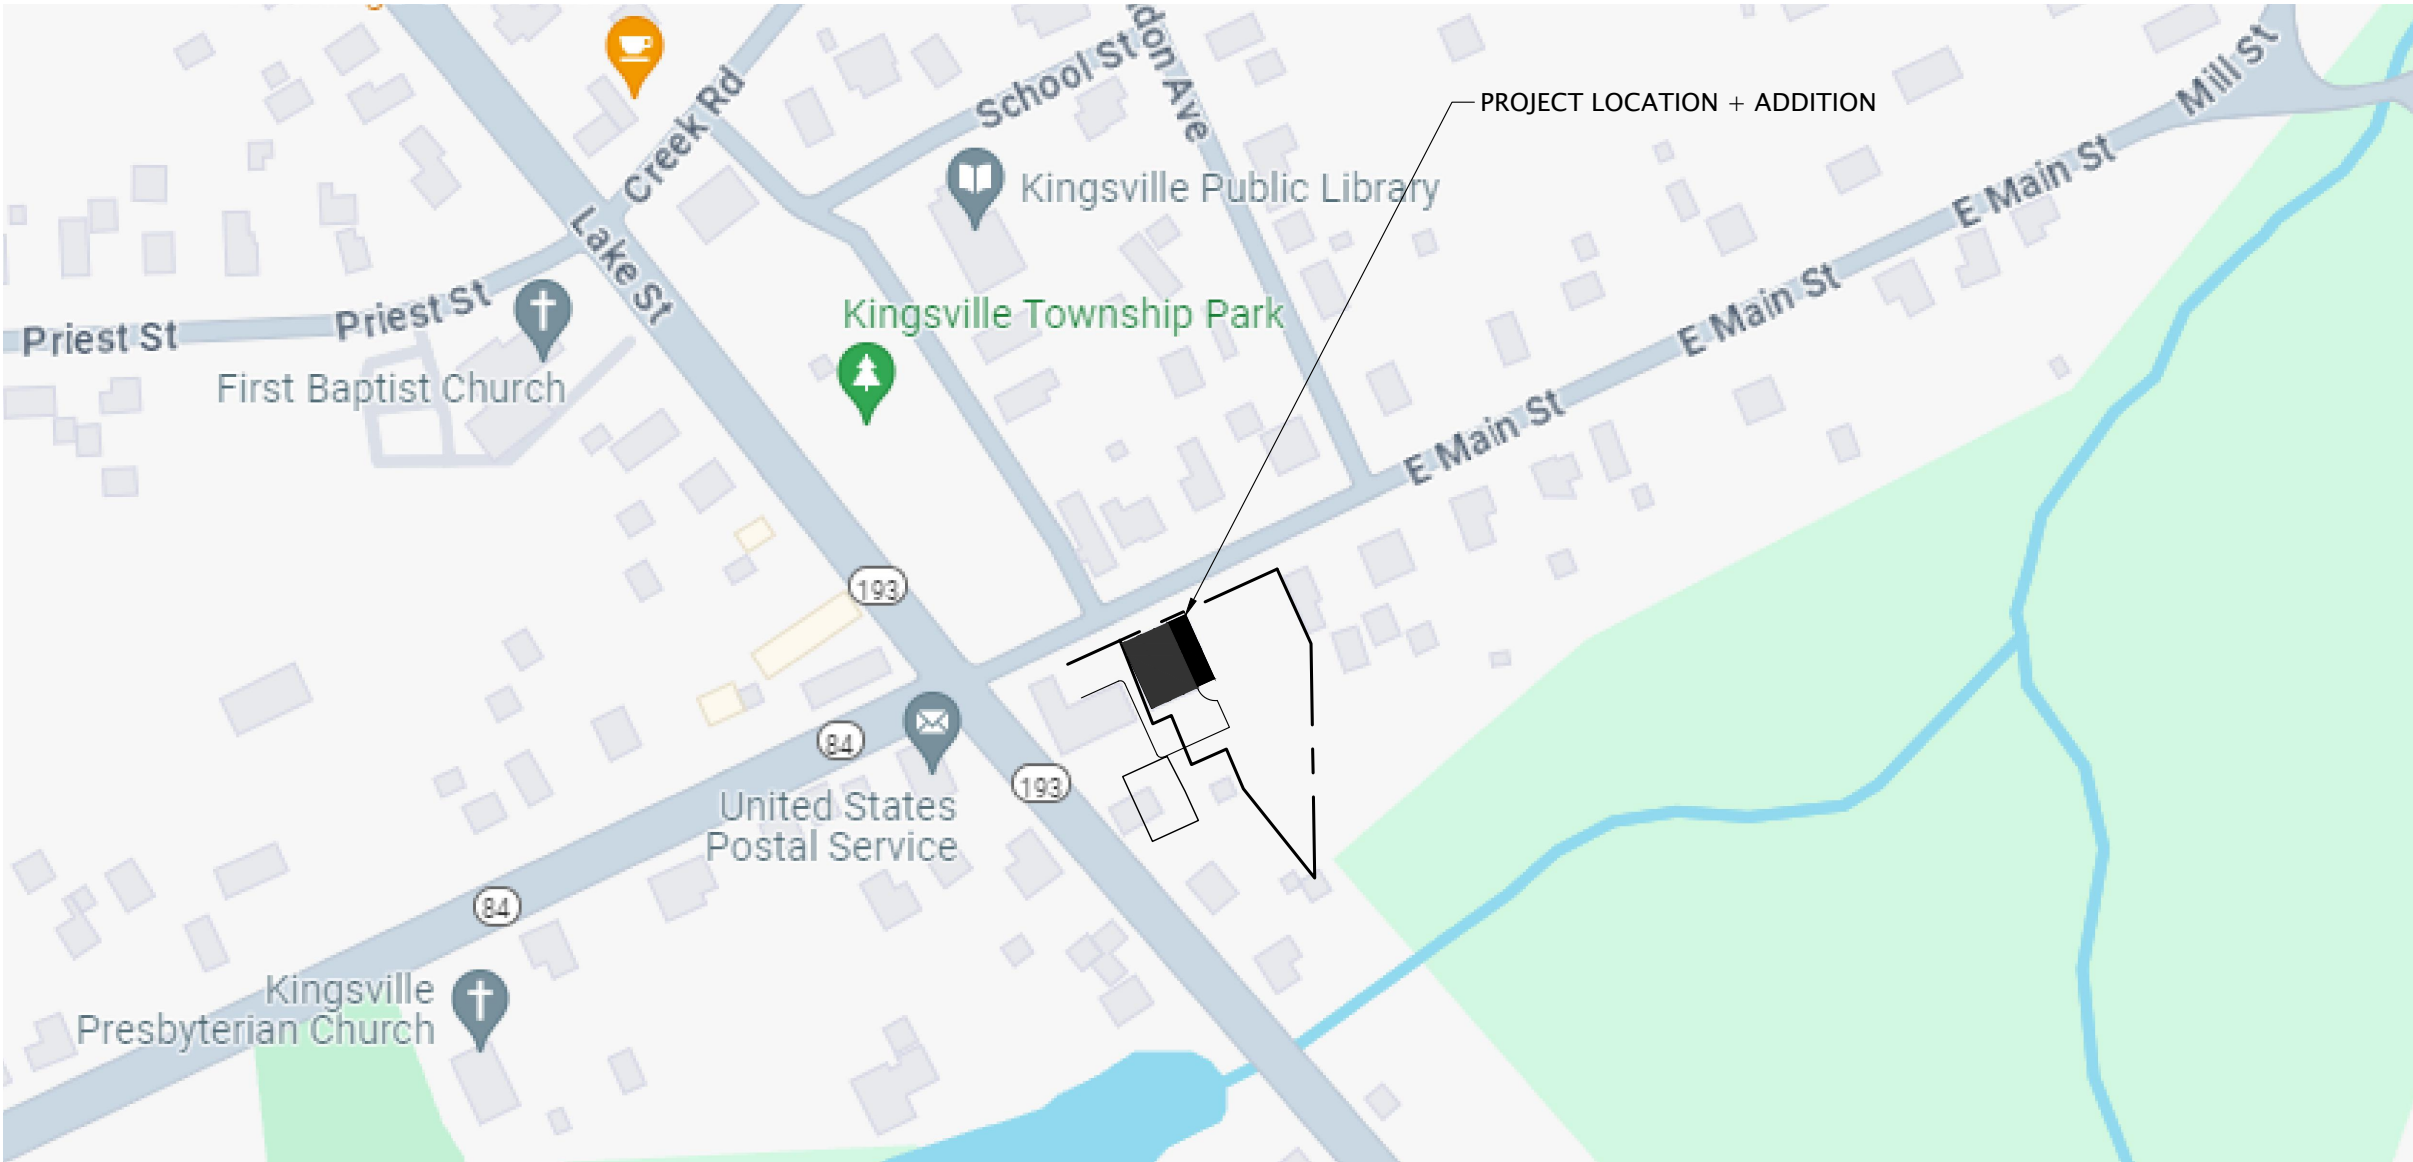 Creek Rd
School St
don Ave
PROJECT LOCATION + ADDITION
Mill St
Kingsville Public Library
E Main St
Lake St
Priest St
Priest St
Kingsville Township Park
E Main St
First Baptist Church
E Main St
193
84
193
United States
Postal Service
84
Kingsville
Presbyterian Church